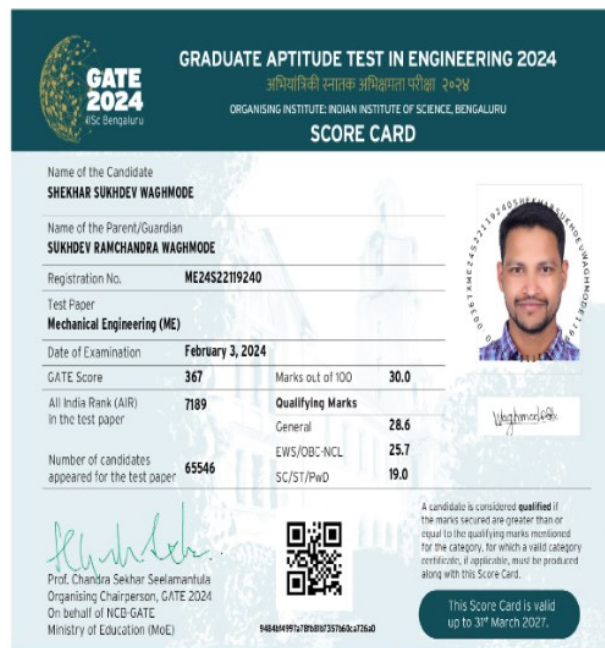 GATE
2024
IISc Bengaluru
GRADUATE APTITUDE TEST IN ENGINEERING 2024
अभियांत्रिकी स्नातक अभिक्षमता परीक्षा २०२४
ORGANISING INSTITUTE: INDIAN INSTITUTE OF SCIENCE, BENGALURU
SCORE CARD
Name of the Candidate
SHEKHAR SUKHDEV WAGHMODE
Name of the Parent/Guardian
SUKHDEV RAMCHANDRA WAGHMODE
Registration No. ME24S22119240
Test Paper
Mechanical Engineering (ME)
Date of Examination February 3, 2024
GATE Score 367 Marks out of 100 30.0
All India Rank (AIR)
in the test paper 7189
Qualifying Marks
General 28.6
EWS/OBC-NCL 25.7
SC/ST/PwD 19.0
Number of candidates
appeared for the test paper 65546
Prof. Chandra Sekhar Seelamantula
Organising Chairperson, GATE 2024
On behalf of NCB-GATE
Ministry of Education (MoE)
A candidate is considered qualified if
the marks secured are greater than or
equal to the qualifying marks mentioned
for the category, for which a valid category
certificate, if applicable, must be produced
along with this Score Card.
This Score Card is valid
up to 31st March 2027.